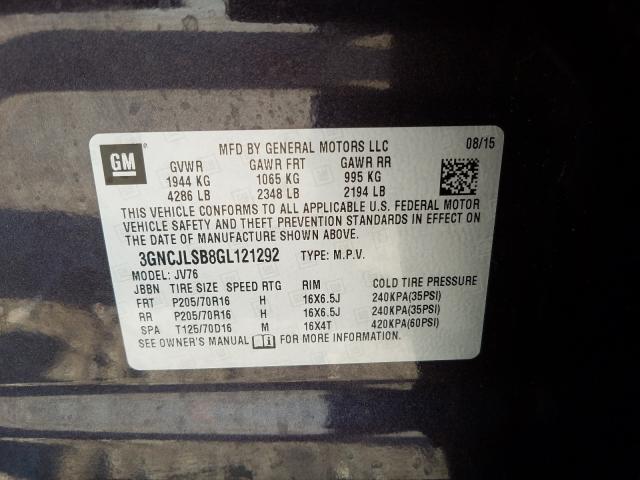 MFD BY GENERAL MOTORS LLC 08/15
GM
GVWR GAWR FRT GAWR RR
1944 KG 1065 KG 995 KG
4286 LB 2348 LB 2194 LB
THIS VEHICLE CONFORMS TO ALL APPLICABLE U.S. FEDERAL MOTOR
VEHICLE SAFETY AND THEFT PREVENTION STANDARDS IN EFFECT ON
THE DATE OF MANUFACTURE SHOWN ABOVE.
3GNCJLSB8GL121292 TYPE: M.P.V.
MODEL: JV76
JBBN TIRE SIZE SPEED RTG RIM COLD TIRE PRESSURE
FRT P205/70R16 H 16X6.5J 240KPA(35PSI)
RR P205/70R16 H 16X6.5J 240KPA(35PSI)
SPA T125/70D16 M 16X4T 420KPA(60PSI)
SEE OWNER'S MANUAL FOR MORE INFORMATION.